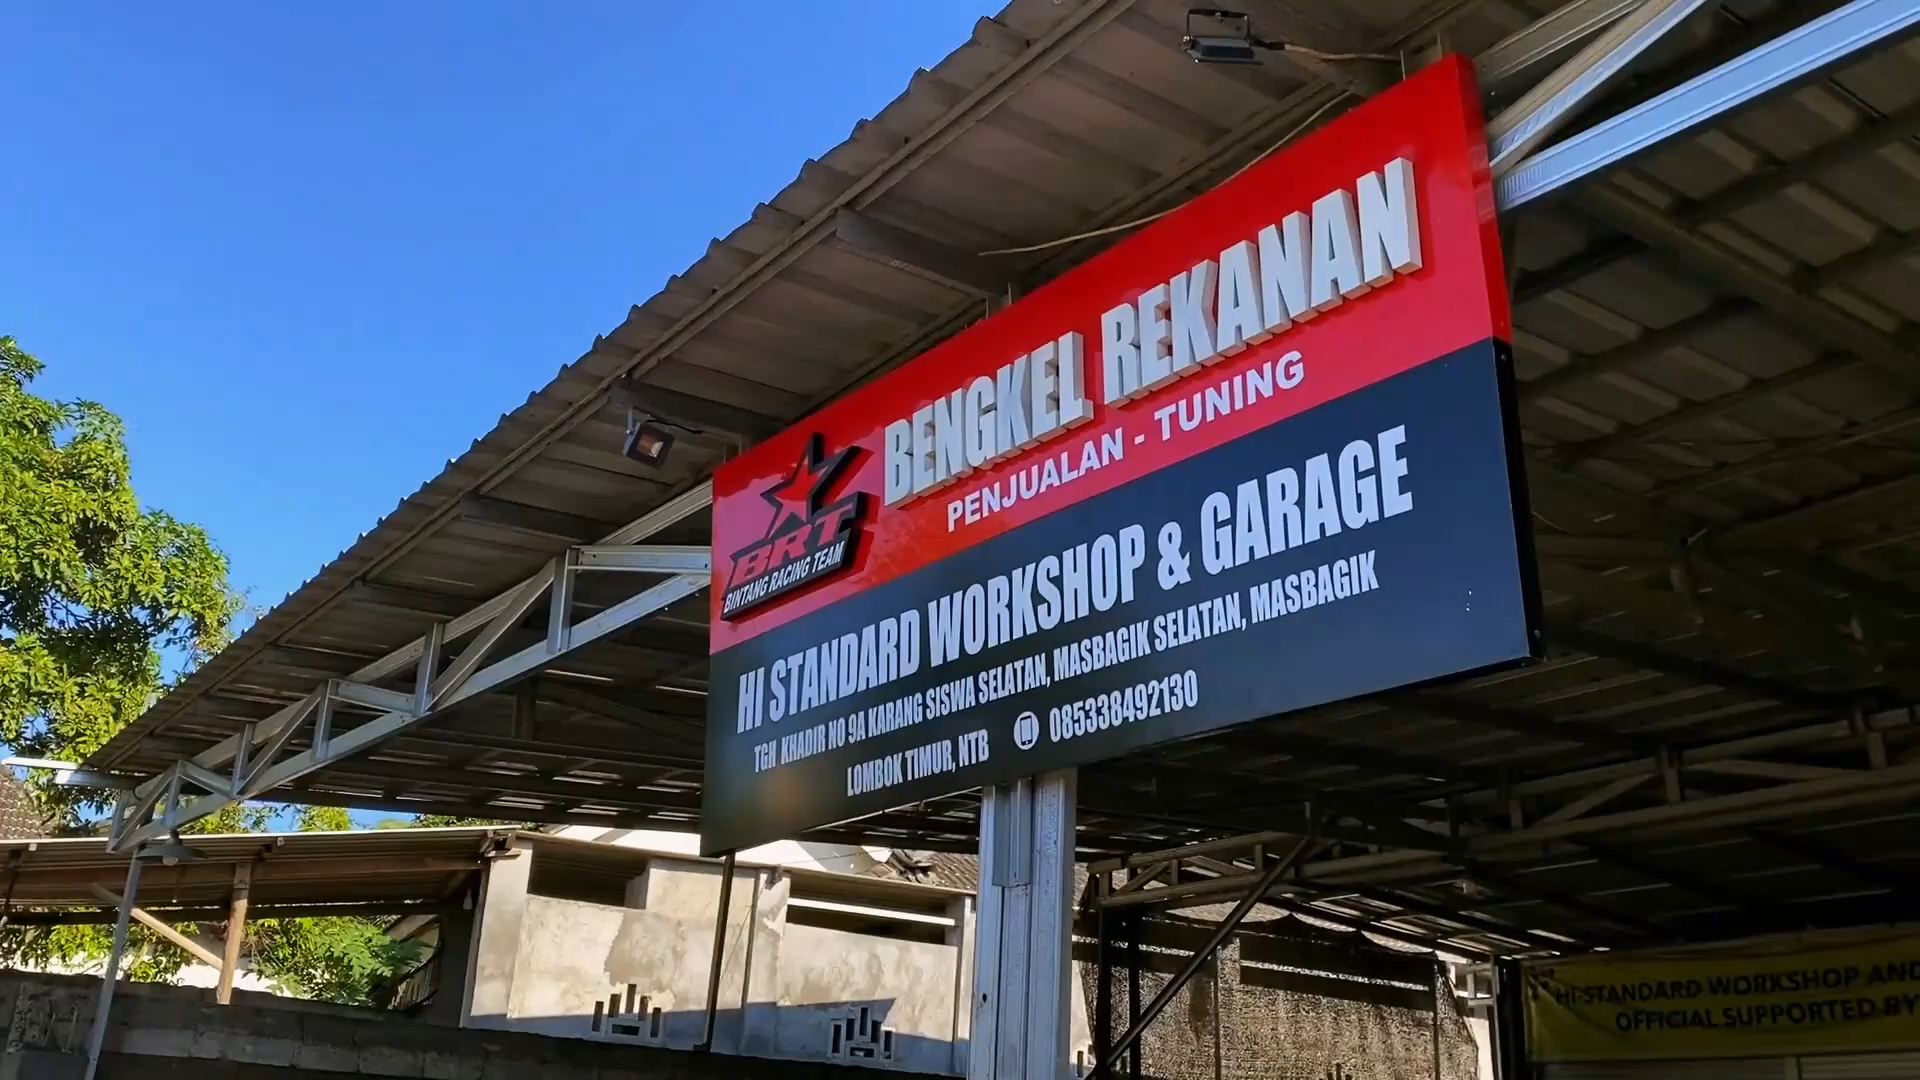 BENGKEL REKANAN
PENJUALAN - TUNING
BRT
BINTANG RACING TEAM
HI STANDARD WORKSHOP & GARAGE
TGH KHADIR NO 9A KARANG SISWA SELATAN, MASBAGIK SELATAN, MASBAGIK
LOMBOK TIMUR, NTB 085338492130
HI-STANDARD WORKSHOP AND
OFFICIAL SUPPORTED BY